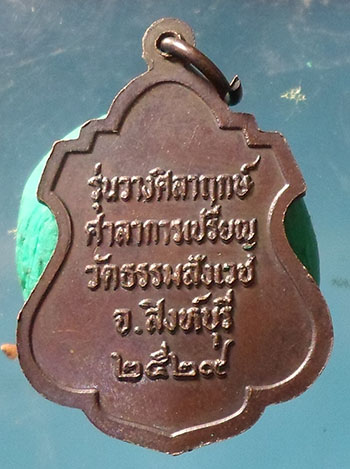 รุ่นวางศิลาฤกษ์
ศาลาการเปรียญ
วัดธรรมสังเวช
จ.สิงห์บุรี
๒๕๒๙